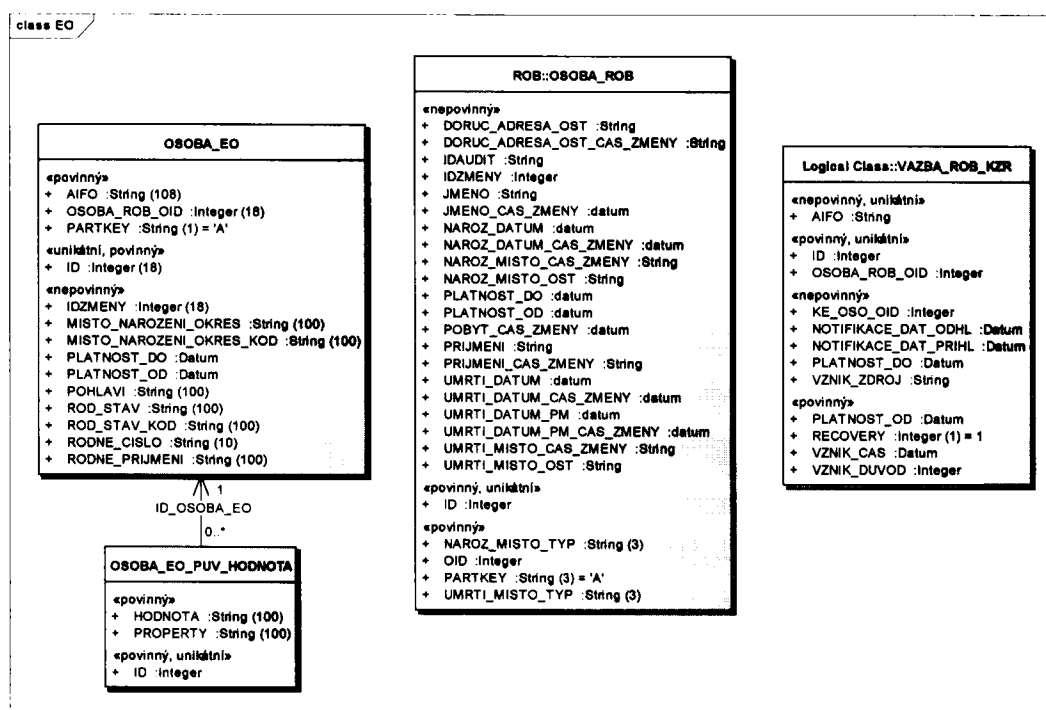 class EO
OSOBA_EO
«povinný»
+ AIFO :String (108)
+ OSOBA_ROB_OID :Integer (18)
+ PARTKEY :String (1) = 'A'
«unikátní, povinný»
+ ID :Integer (18)
«nepovinný»
+ IDZMENY :Integer (18)
+ MISTO_NAROZENI_OKRES :String (100)
+ MISTO_NAROZENI_OKRES_KOD :String (100)
+ PLATNOST_DO :Datum
+ PLATNOST_OD :Datum
+ POHLAVI :String (100)
+ ROD_STAV :String (100)
+ ROD_STAV_KOD :String (100)
+ RODNE_CISLO :String (10)
+ RODNE_PRIJMENI :String (100)
1
ID_OSOBA_EO
0..*
OSOBA_EO_PUV_HODNOTA
«povinný»
+ HODNOTA :String (100)
+ PROPERTY :String (100)
«povinný, unikátní»
+ ID :Integer
ROB::OSOBA_ROB
«nepovinný»
+ DORUC_ADRESA_OST :String
+ DORUC_ADRESA_OST_CAS_ZMENY :String
+ IDAUDIT :String
+ IDZMENY :Integer
+ JMENO :String
+ JMENO_CAS_ZMENY :datum
+ NAROZ_DATUM :datum
+ NAROZ_DATUM_CAS_ZMENY :datum
+ NAROZ_MISTO_CAS_ZMENY :String
+ NAROZ_MISTO_OST :String
+ PLATNOST_DO :datum
+ PLATNOST_OD :datum
+ POBYT_CAS_ZMENY :datum
+ PRIJMENI :String
+ PRIJMENI_CAS_ZMENY :String
+ UMRTI_DATUM :datum
+ UMRTI_DATUM_CAS_ZMENY :datum
+ UMRTI_DATUM_PM :datum
+ UMRTI_DATUM_PM_CAS_ZMENY :datum
+ UMRTI_MISTO_CAS_ZMENY :String
+ UMRTI_MISTO_OST :String
«povinný, unikátní»
+ ID :Integer
«povinný»
+ NAROZ_MISTO_TYP :String (3)
+ OID :Integer
+ PARTKEY :String (3) = 'A'
+ UMRTI_MISTO_TYP :String (3)
Logical Class::VAZBA_ROB_KZR
«nepovinný, unikátní»
+ AIFO :String
«povinný, unikátní»
+ ID :Integer
+ OSOBA_ROB_OID :Integer
«nepovinný»
+ KE_OSO_OID :Integer
+ NOTIFIKACE_DAT_ODHL :Datum
+ NOTIFIKACE_DAT_PRIHL :Datum
+ PLATNOST_DO :Datum
+ VZNIK_ZDROJ :String
«povinný»
+ PLATNOST_OD :Datum
+ RECOVERY :Integer (1) = 1
+ VZNIK_CAS :Datum
+ VZNIK_DUVOD :Integer